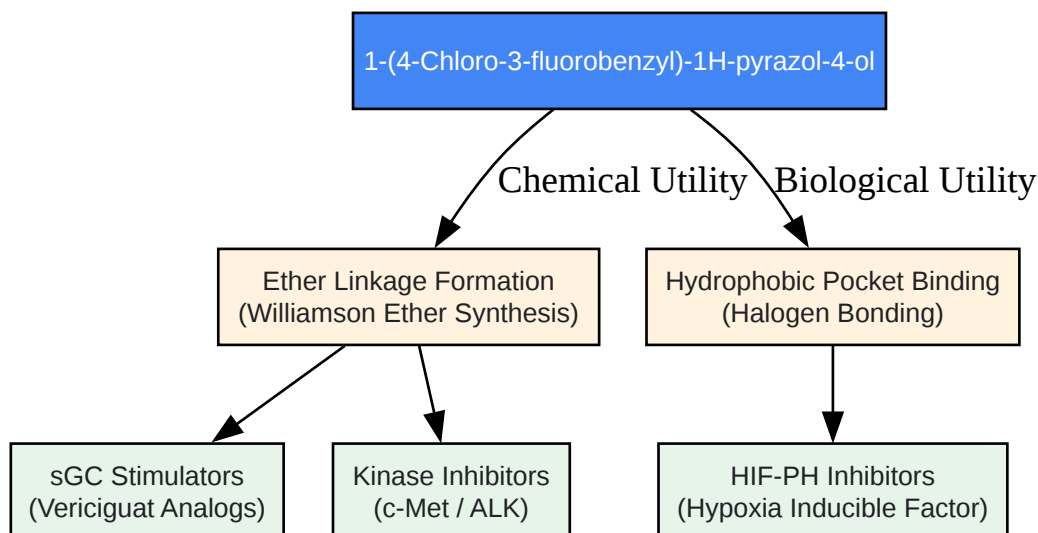 1-(4-Chloro-3-fluorobenzyl)-1H-pyrazol-4-ol
Chemical Utility
Biological Utility
Ether Linkage Formation
(Williamson Ether Synthesis)
Hydrophobic Pocket Binding
(Halogen Bonding)
sGC Stimulators
(Vericiguat Analogs)
Kinase Inhibitors
(c-Met / ALK)
HIF-PH Inhibitors
(Hypoxia Inducible Factor)